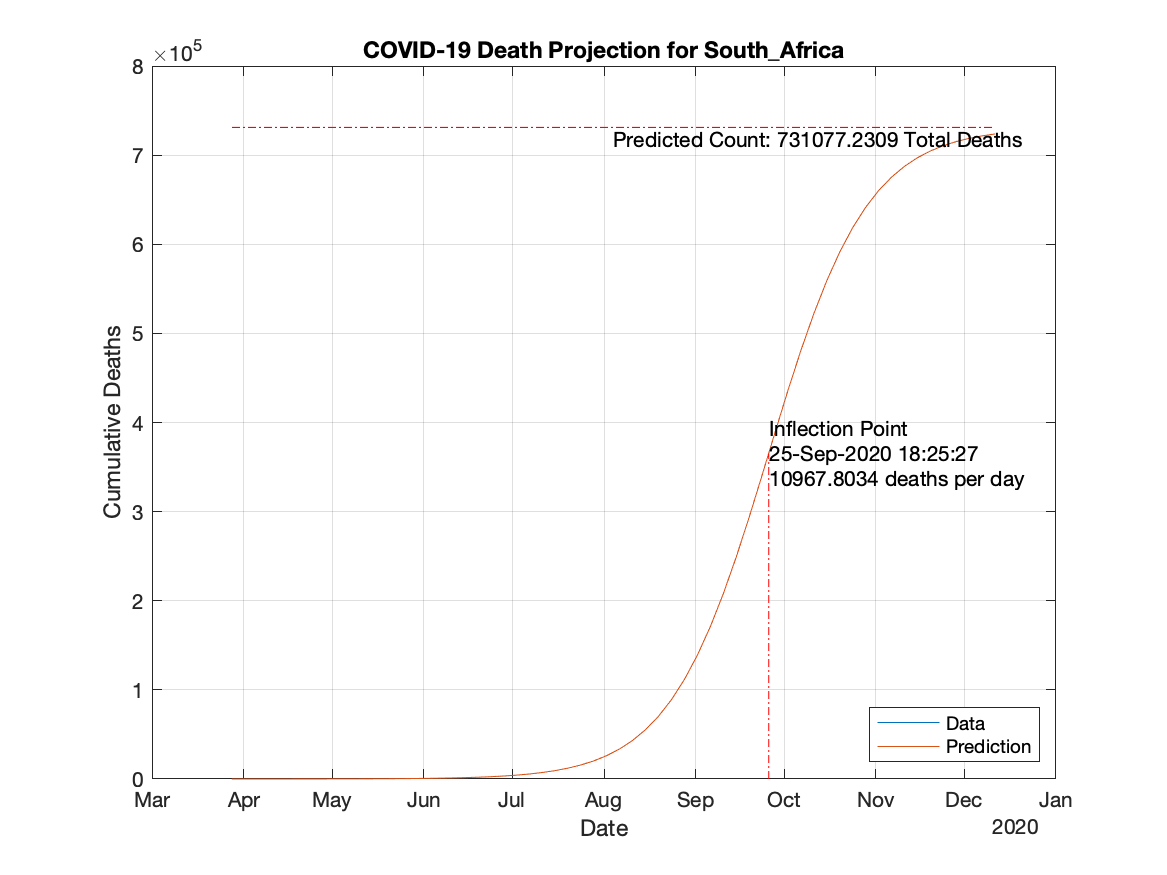 COVID-19 Death Projection for South_Africa
×10^5
8
7
6
5
4
3
2
1
0
Cumulative Deaths
Predicted Count: 731077.2309 Total Deaths
Inflection Point
25-Sep-2020 18:25:27
10967.8034 deaths per day
Data
Prediction
Mar Apr May Jun Jul Aug Sep Oct Nov Dec Jan
Date
2020